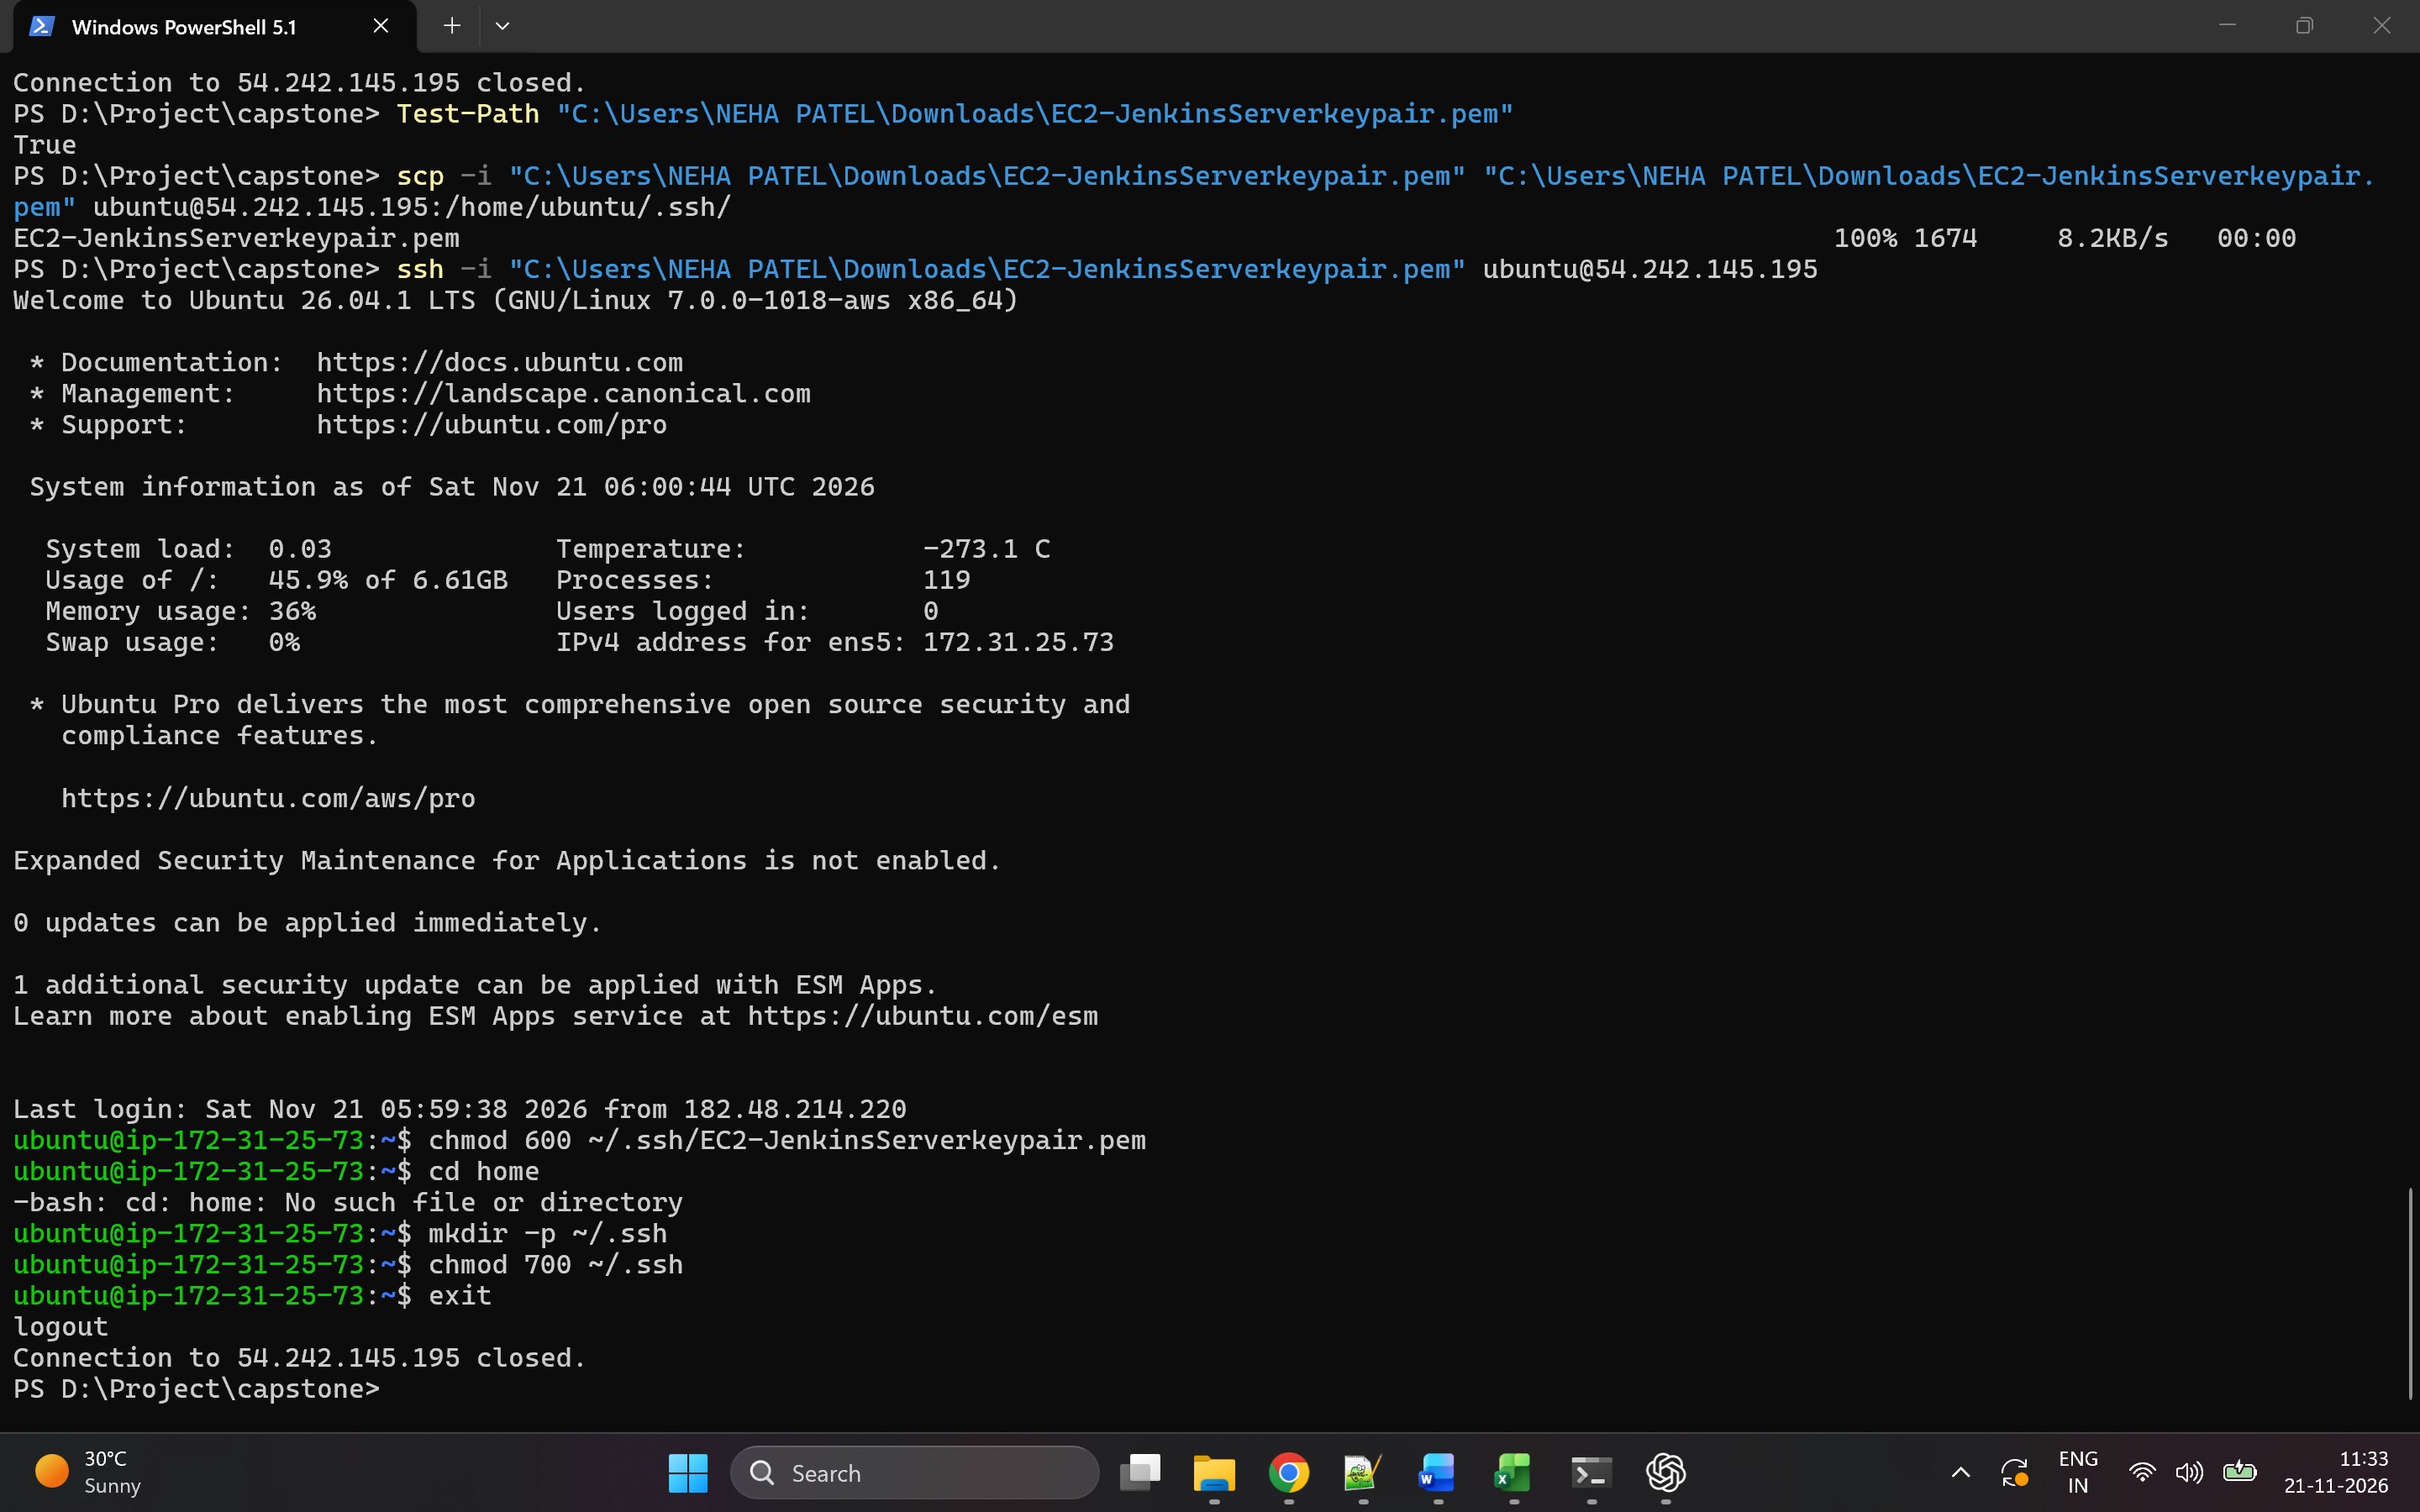 Windows PowerShell 5.1
Connection to 54.242.145.195 closed.
PS D:\Project\capstone> Test-Path "C:\Users\NEHA PATEL\Downloads\EC2-JenkinsServerkeypair.pem"
True
PS D:\Project\capstone> scp -i "C:\Users\NEHA PATEL\Downloads\EC2-JenkinsServerkeypair.pem" "C:\Users\NEHA PATEL\Downloads\EC2-JenkinsServerkeypair.
pem" ubuntu@54.242.145.195:/home/ubuntu/.ssh/
EC2-JenkinsServerkeypair.pem 100% 1674 8.2KB/s 00:00
PS D:\Project\capstone> ssh -i "C:\Users\NEHA PATEL\Downloads\EC2-JenkinsServerkeypair.pem" ubuntu@54.242.145.195
Welcome to Ubuntu 26.04.1 LTS (GNU/Linux 7.0.0-1018-aws x86_64)
* Documentation: https://docs.ubuntu.com
* Management: https://landscape.canonical.com
* Support: https://ubuntu.com/pro
System information as of Sat Nov 21 06:00:44 UTC 2026
System load: 0.03 Temperature: -273.1 C
Usage of /: 45.9% of 6.61GB Processes: 119
Memory usage: 36% Users logged in: 0
Swap usage: 0% IPv4 address for ens5: 172.31.25.73
* Ubuntu Pro delivers the most comprehensive open source security and
compliance features.
https://ubuntu.com/aws/pro
Expanded Security Maintenance for Applications is not enabled.
0 updates can be applied immediately.
1 additional security update can be applied with ESM Apps.
Learn more about enabling ESM Apps service at https://ubuntu.com/esm
Last login: Sat Nov 21 05:59:38 2026 from 182.48.214.220
ubuntu@ip-172-31-25-73:~$ chmod 600 ~/.ssh/EC2-JenkinsServerkeypair.pem
ubuntu@ip-172-31-25-73:~$ cd home
-bash: cd: home: No such file or directory
ubuntu@ip-172-31-25-73:~$ mkdir -p ~/.ssh
ubuntu@ip-172-31-25-73:~$ chmod 700 ~/.ssh
ubuntu@ip-172-31-25-73:~$ exit
logout
Connection to 54.242.145.195 closed.
PS D:\Project\capstone>
30°C
Sunny
Search
ENG
IN
11:33
21-11-2026